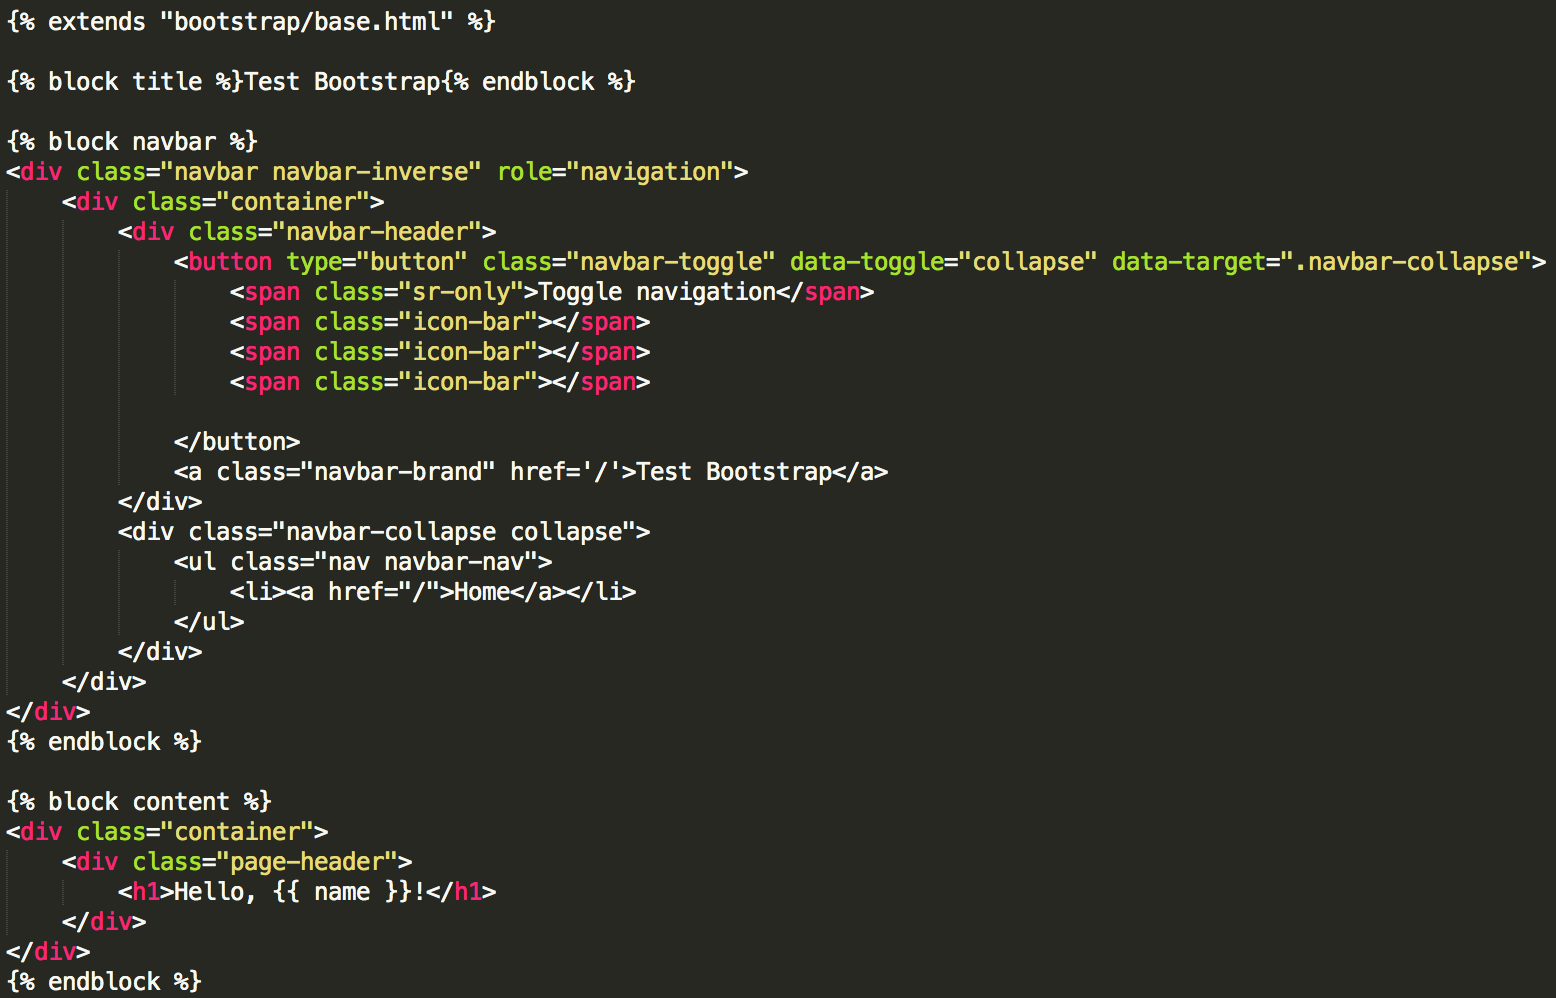 {% extends "bootstrap/base.html" %}
{% block title %}Test Bootstrap{% endblock %}
{% block navbar %}
<div class="navbar navbar-inverse" role="navigation">
    <div class="container">
        <div class="navbar-header">
            <button type="button" class="navbar-toggle" data-toggle="collapse" data-target=".navbar-collapse">
                <span class="sr-only">Toggle navigation</span>
                <span class="icon-bar"></span>
                <span class="icon-bar"></span>
                <span class="icon-bar"></span>
            </button>
            <a class="navbar-brand" href='/'>Test Bootstrap</a>
        </div>
        <div class="navbar-collapse collapse">
            <ul class="nav navbar-nav">
                <li><a href="/">Home</a></li>
            </ul>
        </div>
    </div>
</div>
{% endblock %}
{% block content %}
<div class="container">
    <div class="page-header">
        <h1>Hello, {{ name }}!</h1>
    </div>
</div>
{% endblock %}